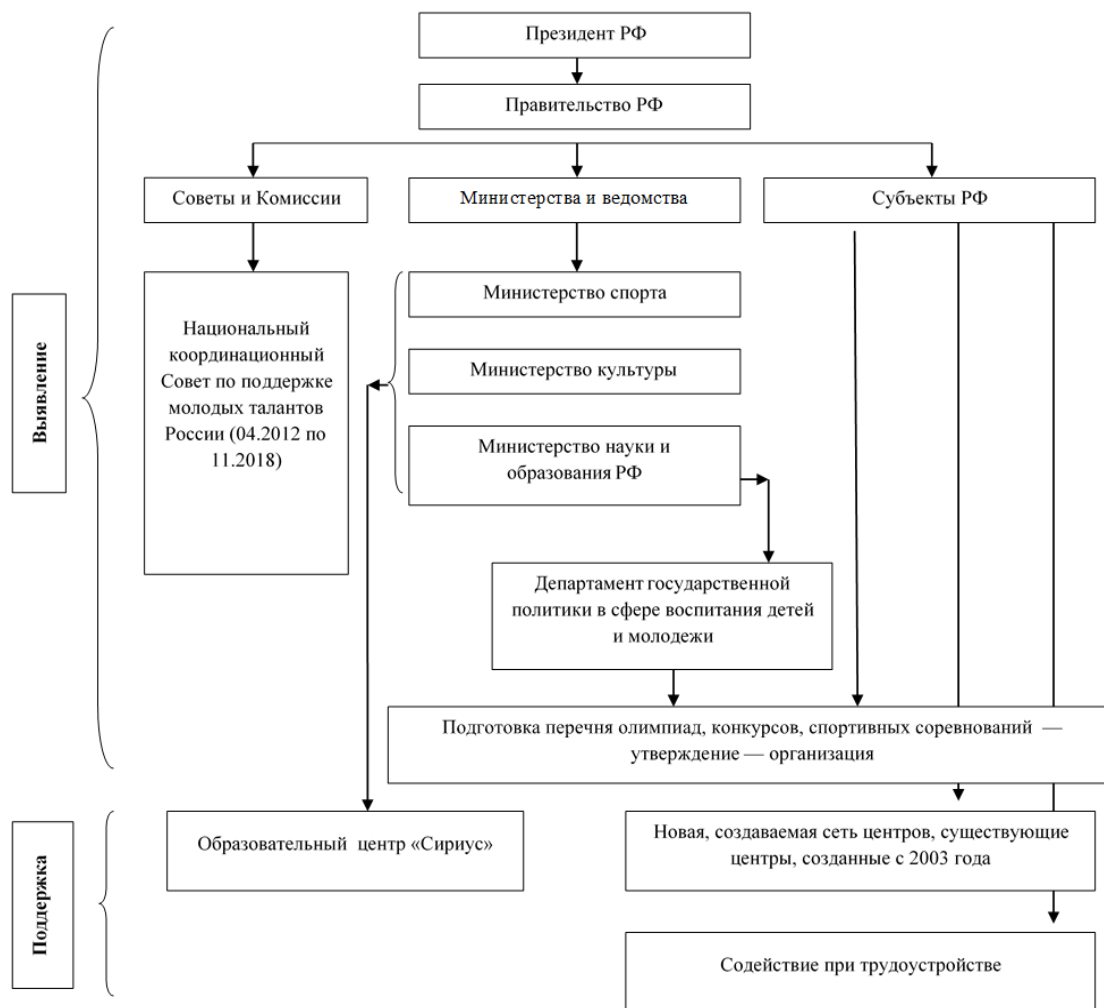 Президент РФ
Правительство РФ
Советы и Комиссии
Министерства и ведомства
Субъекты РФ
Выявление
Национальный
координационный
Совет по поддержке
молодых талантов
России (04.2012 по
11.2018)
Министерство спорта
Министерство культуры
Министерство науки и
образования РФ
Департамент государственной
политики в сфере воспитания детей
и молодежи
Подготовка перечня олимпиад, конкурсов, спортивных соревнований —
утверждение — организация
Поддержка
Образовательный центр «Сириус»
Новая, создаваемая сеть центров, существующие
центры, созданные с 2003 года
Содействие при трудоустройстве